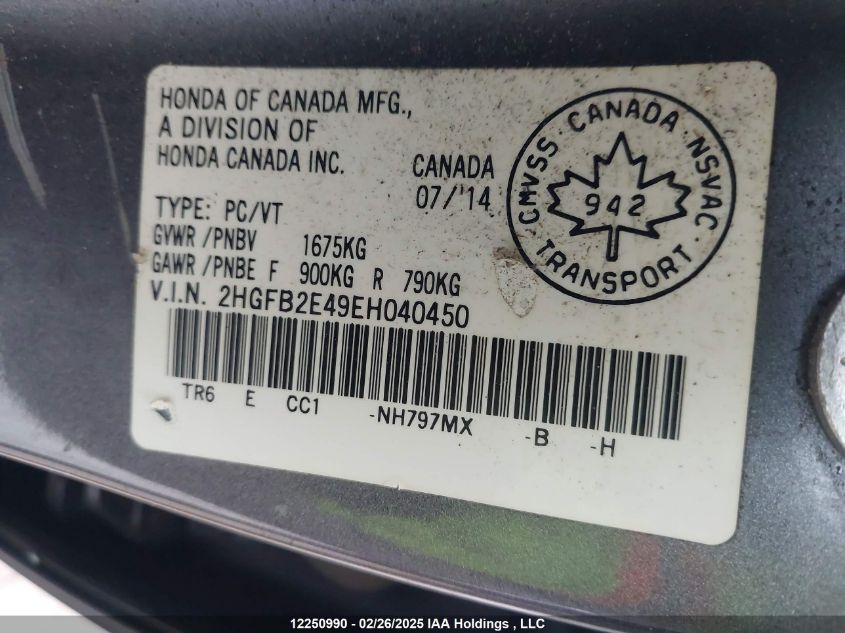 HONDA OF CANADA MFG.,
A DIVISION OF
HONDA CANADA INC.
CANADA
07/'14
TYPE: PC/VT
GVWR/PNBV 1675KG
GAWR/PNBE F 900KG R 790KG
V.I.N. 2HGFB2E49EH040450
TR6 E CC1 -NH797MX -B -H
CMVSS · CANADA NSVAC ·
942
TRANSPORT
12250990 - 02/26/2025 IAA Holdings , LLC